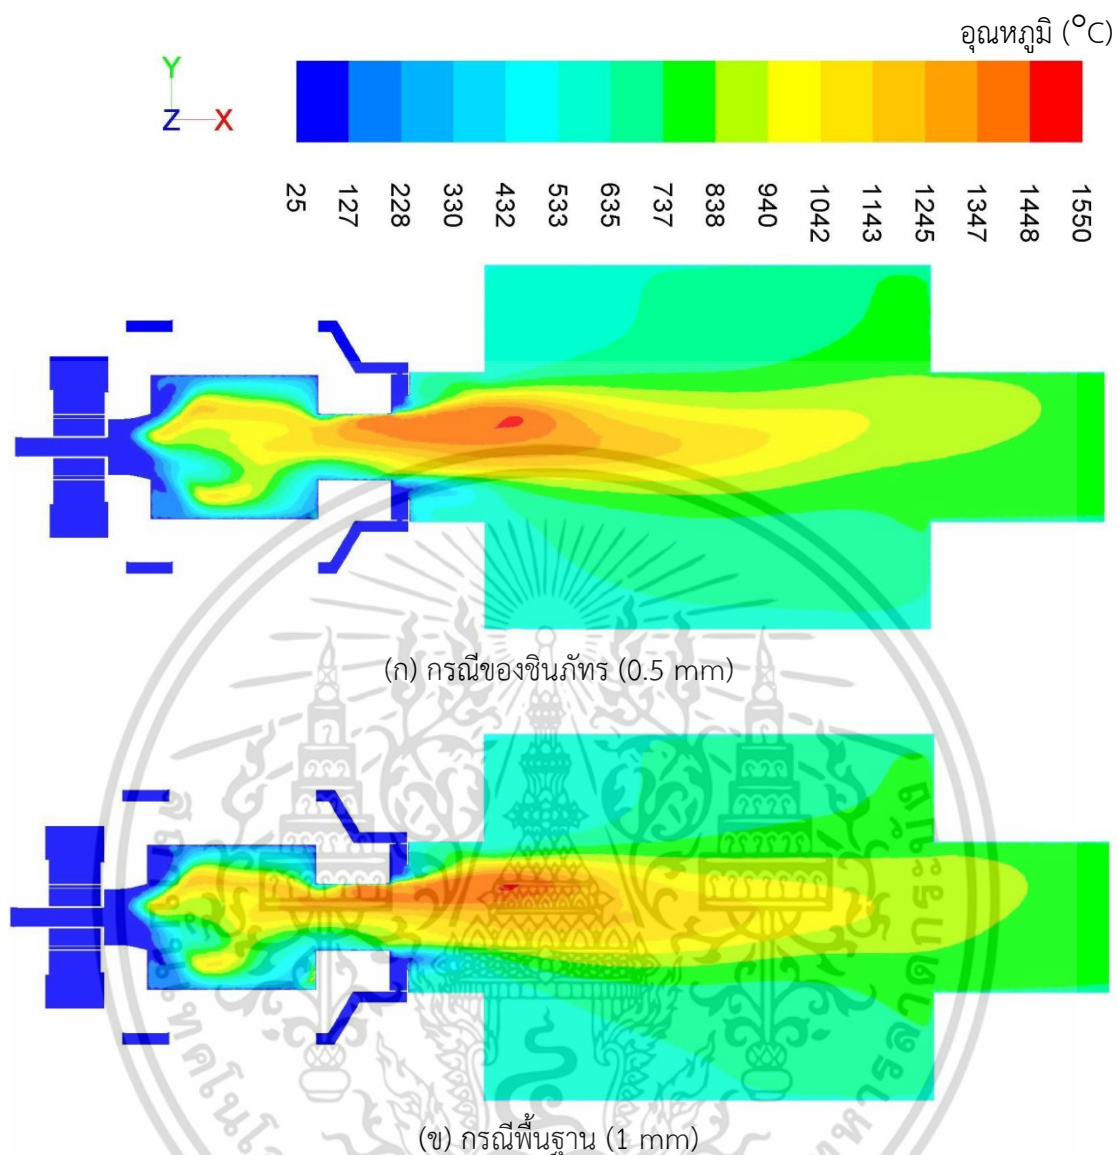 อุณหภูมิ (°C)
Y
Z X
25 127 228 330 432 533 635 737 838 940 1042 1143 1245 1347 1448 1550
(ก) กรณีของชินภัทร (0.5 mm)
(ข) กรณีพื้นฐาน (1 mm)